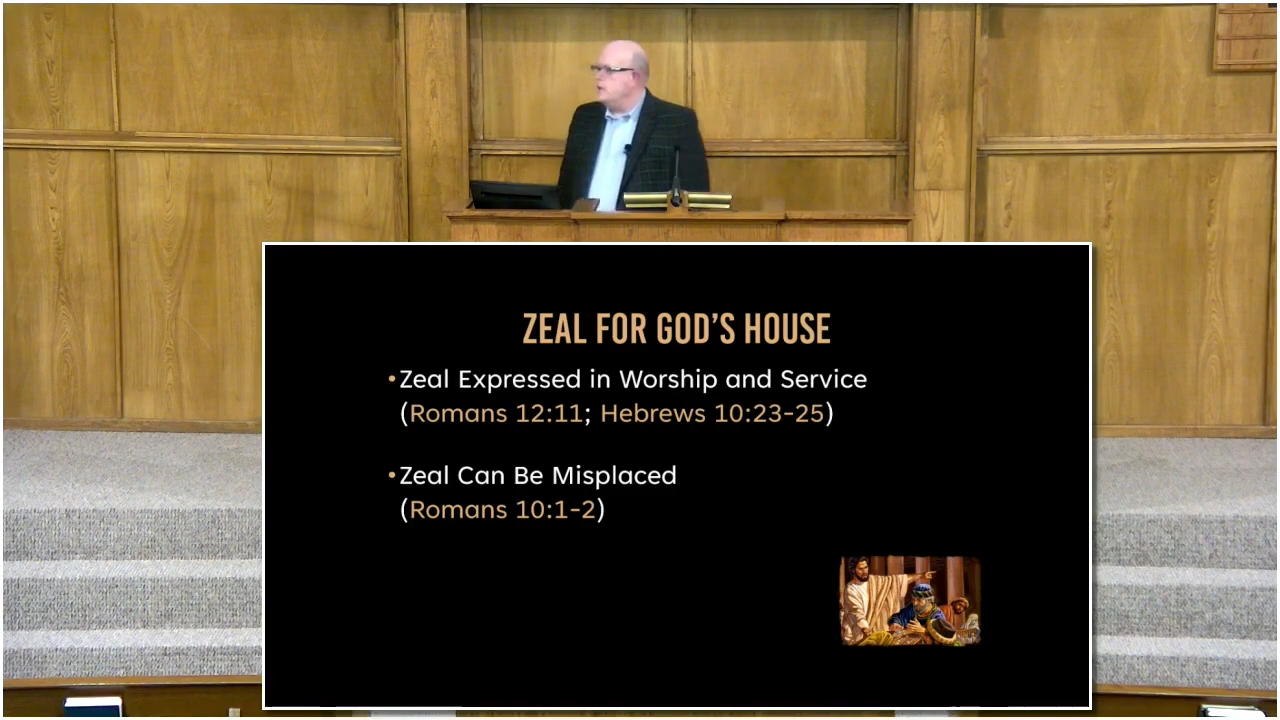 ZEAL FOR GOD'S HOUSE
•Zeal Expressed in Worship and Service
(Romans 12:11; Hebrews 10:23-25)
•Zeal Can Be Misplaced
(Romans 10:1-2)